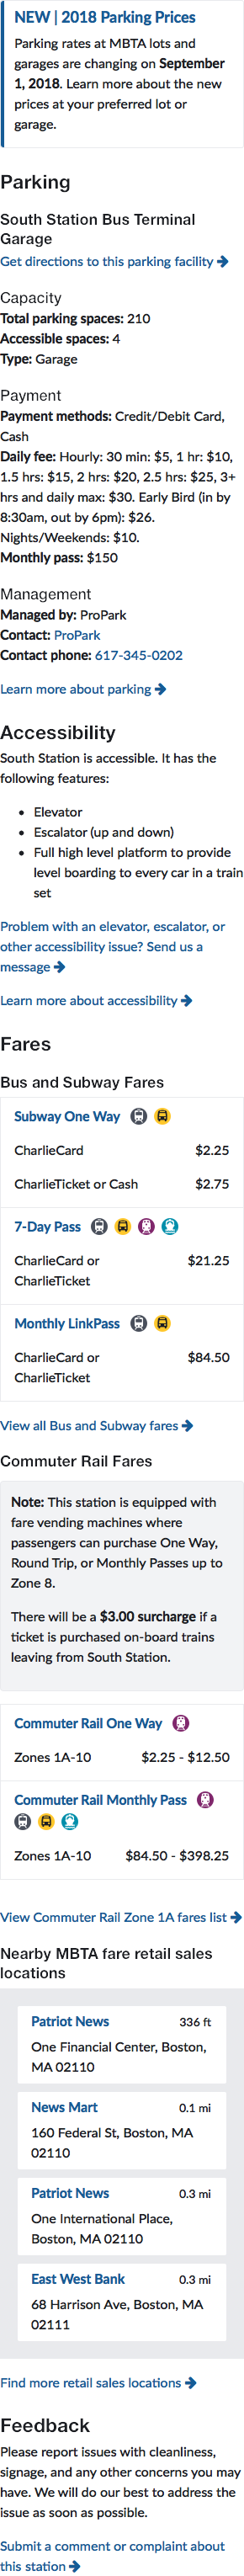 NEW | 2018 Parking Prices
Parking rates at MBTA lots and
garages are changing on September
1, 2018. Learn more about the new
prices at your preferred lot or
garage.
Parking
South Station Bus Terminal
Garage
Get directions to this parking facility
Capacity
Total parking spaces: 210
Accessible spaces: 4
Type: Garage
Payment
Payment methods: Credit/Debit Card,
Cash
Daily fee: Hourly: 30 min: $5, 1 hr: $10,
1.5 hrs: $15, 2 hrs: $20, 2.5 hrs: $25, 3+
hrs and daily max: $30. Early Bird (in by
8:30am, out by 6pm): $26.
Nights/Weekends: $10.
Monthly pass: $150
Management
Managed by: ProPark
Contact: ProPark
Contact phone: 617-345-0202
Learn more about parking
Accessibility
South Station is accessible. It has the
following features:
• Elevator
• Escalator (up and down)
• Full high level platform to provide
level boarding to every car in a train
set
Problem with an elevator, escalator, or
other accessibility issue? Send us a
message
Learn more about accessibility
Fares
Bus and Subway Fares
Subway One Way
CharlieCard $2.25
CharlieTicket or Cash $2.75
7-Day Pass
CharlieCard or $21.25
CharlieTicket
Monthly LinkPass
CharlieCard or $84.50
CharlieTicket
View all Bus and Subway fares
Commuter Rail Fares
Note: This station is equipped with
fare vending machines where
passengers can purchase One Way,
Round Trip, or Monthly Passes up to
Zone 8.
There will be a $3.00 surcharge if a
ticket is purchased on-board trains
leaving from South Station.
Commuter Rail One Way
Zones 1A-10 $2.25 - $12.50
Commuter Rail Monthly Pass
Zones 1A-10 $84.50 - $398.25
View Commuter Rail Zone 1A fares list
Nearby MBTA fare retail sales
locations
Patriot News 336 ft
One Financial Center, Boston,
MA 02110
News Mart 0.1 mi
160 Federal St, Boston, MA
02110
Patriot News 0.3 mi
One International Place,
Boston, MA 02110
East West Bank 0.3 mi
68 Harrison Ave, Boston, MA
02111
Find more retail sales locations
Feedback
Please report issues with cleanliness,
signage, and any other concerns you may
have. We will do our best to address the
issue as soon as possible.
Submit a comment or complaint about
this station